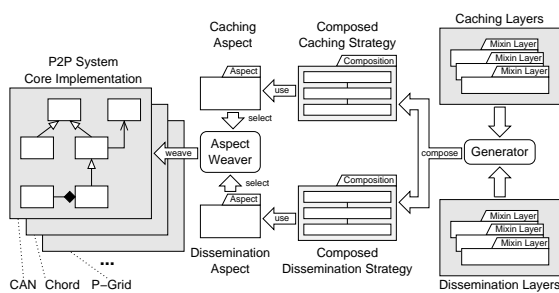 Caching Layers
Mixin Layer
Mixin Layer
Mixin Layer
Caching
Aspect
Composed
Caching Strategy
P2P System
Core Implementation
Aspect
Composition
use
select
weave
Aspect
Weaver
compose
Generator
select
Aspect
Composition
use
Mixin Layer
Mixin Layer
Mixin Layer
Dissemination
Aspect
Composed
Dissemination Strategy
Dissemination Layers
...
CAN
Chord
P−Grid